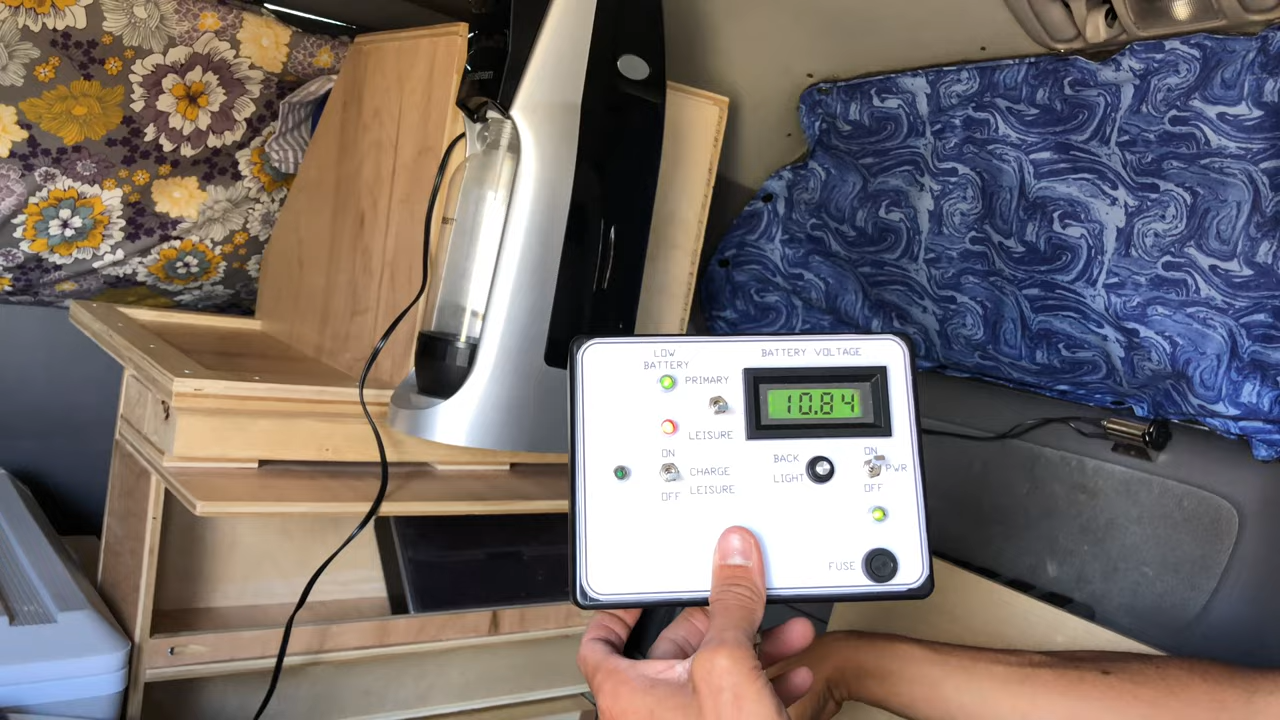 LOW
BATTERY
BATTERY VOLTAGE
PRIMARY
10.84
LEISURE
ON
CHARGE
LEISURE
OFF
BACK
LIGHT
ON
PWR
OFF
FUSE